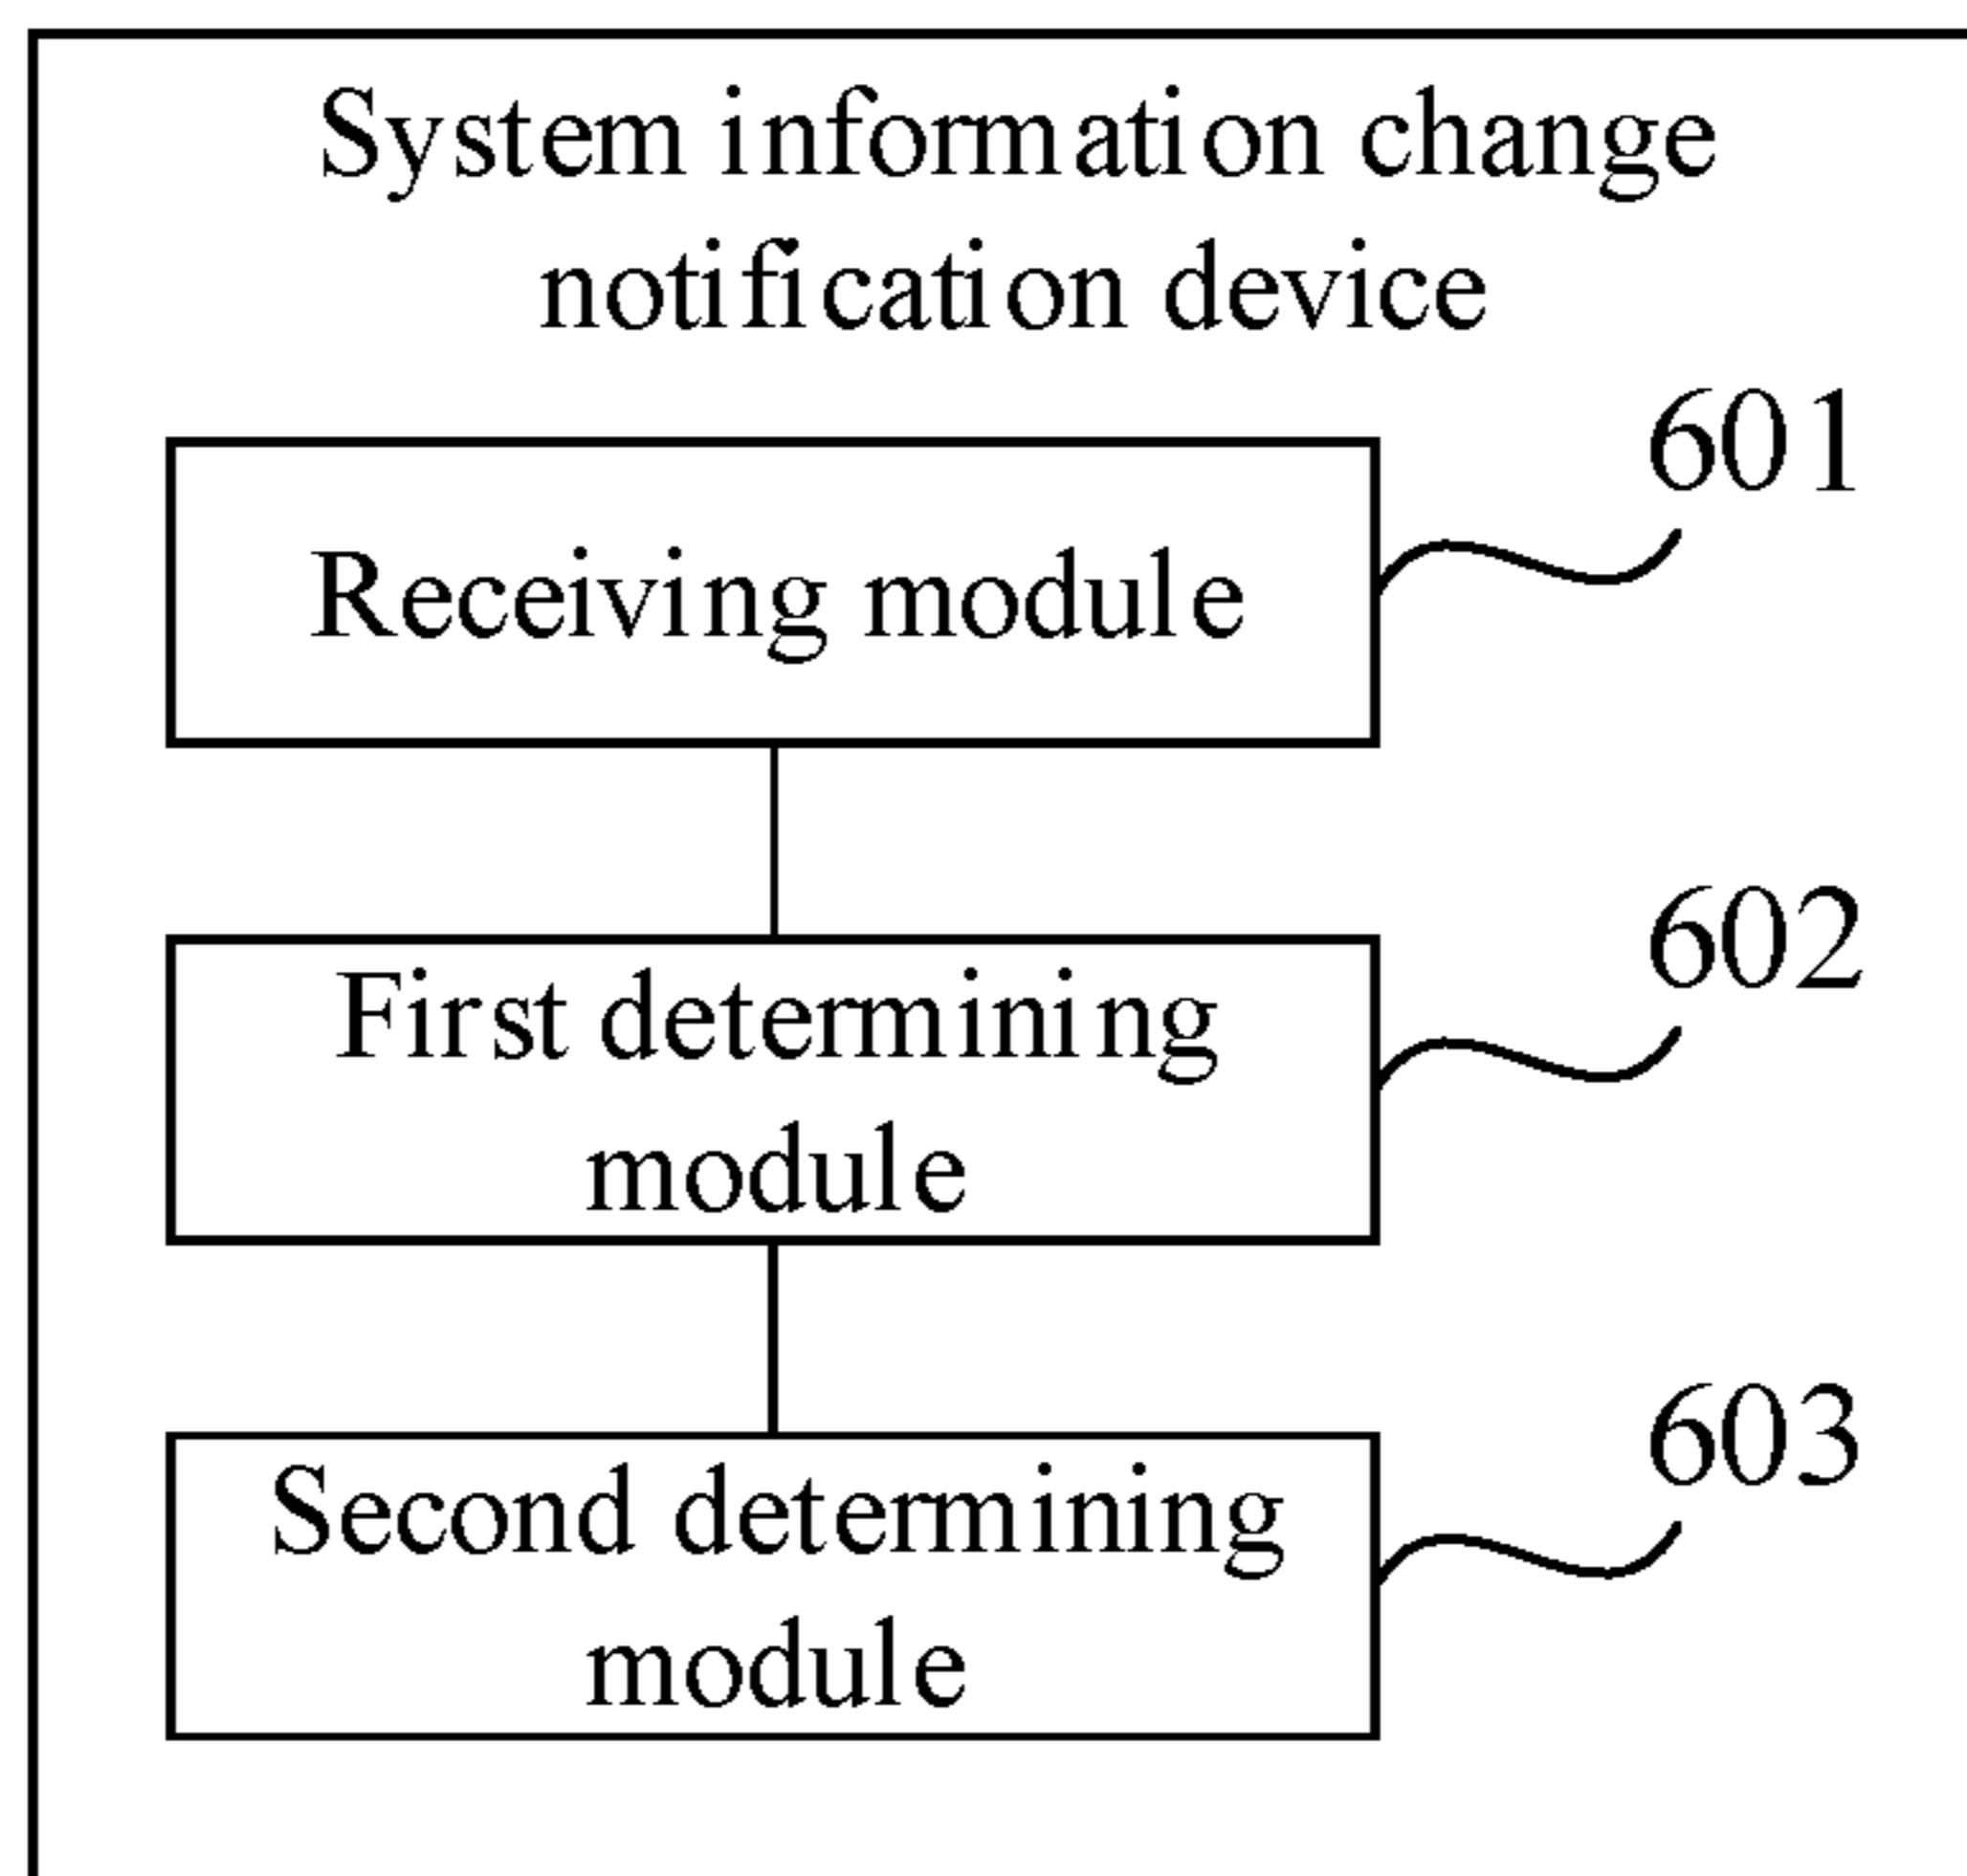 System information change
notification device
601
Receiving module
602
First determining
module
603
Second determining
module